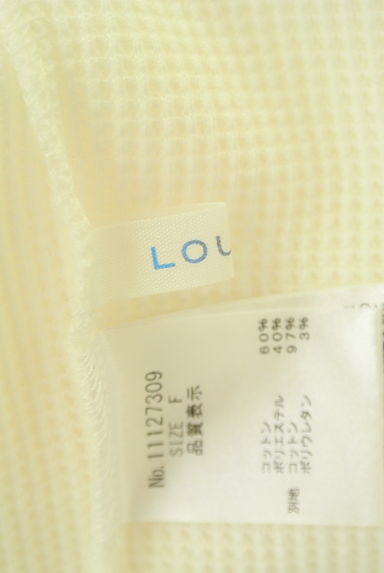 LOU
No.11127309
SIZE F
品質表示
コットン 60%
ポリエステル 40%
別地 コットン 97%
ポリウレタン 3%